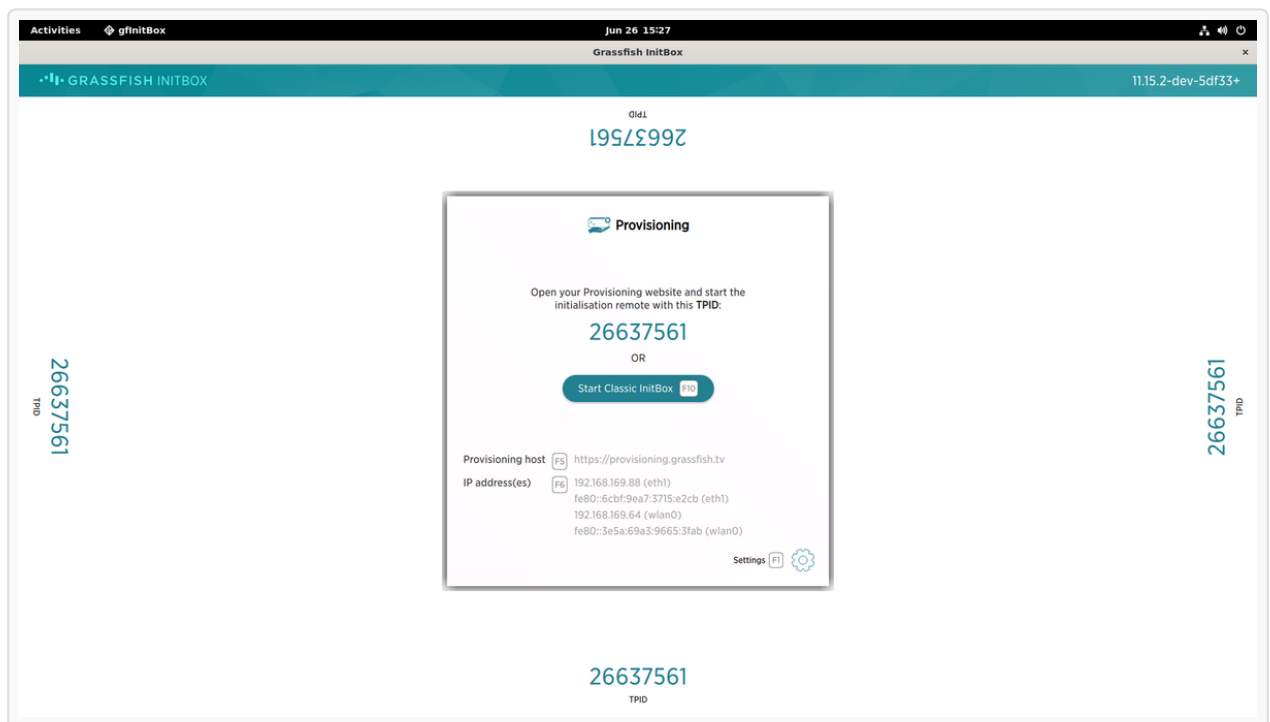 Activities gfInitBox Jun 26 15:27
Grassfish InitBox ×
GRASSFISH INITBOX 11.15.2-dev-5df33+
TPID
26637561
Provisioning
Open your Provisioning website and start the
initialisation remote with this TPID:
26637561
OR
Start Classic InitBox F10
26637561
TPID
26637561
TPID
Provisioning host F5 https://provisioning.grassfish.tv
IP address(es) F6 192.168.169.88 (eth1)
fe80::6cbf:9ea7:3715:e2cb (eth1)
192.168.169.64 (wlan0)
fe80::3e5a:69a3:9665:3fab (wlan0)
Settings F1
26637561
TPID